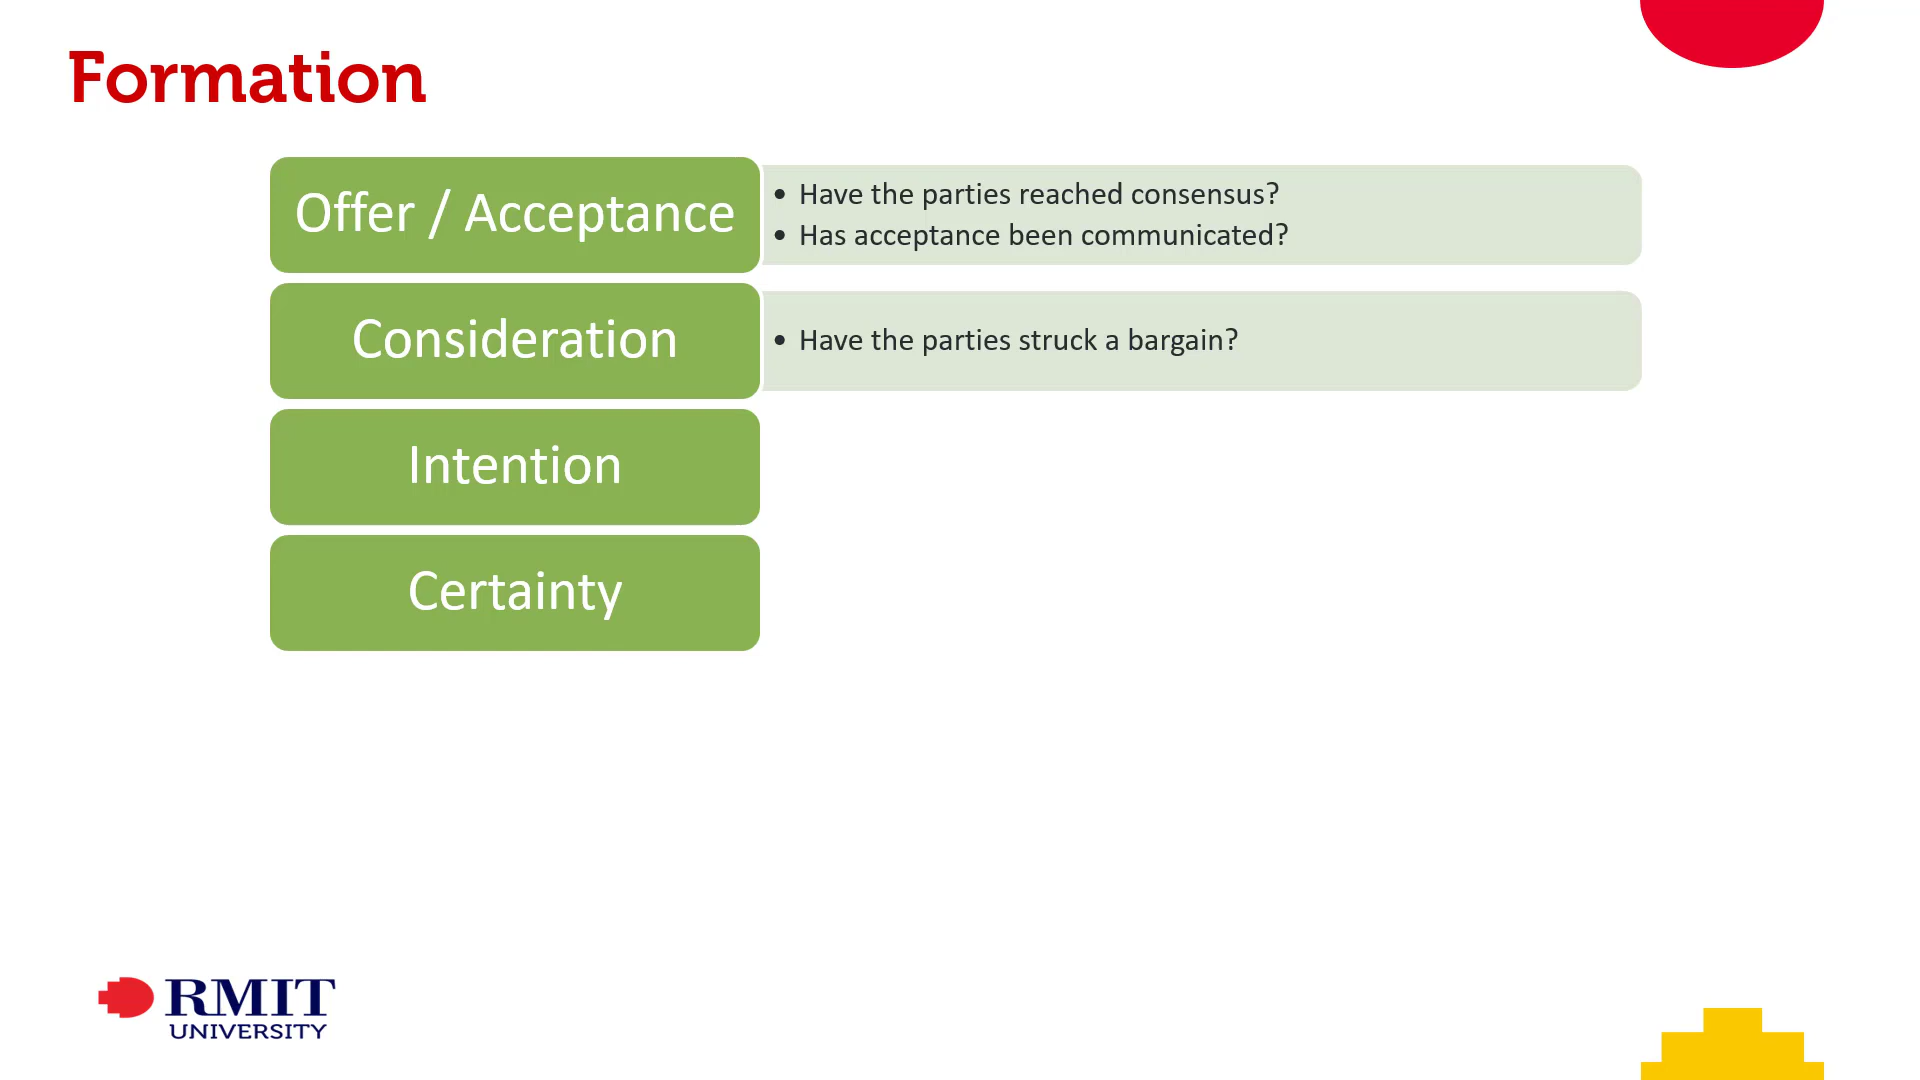 Formation
Offer / Acceptance
• Have the parties reached consensus?
• Has acceptance been communicated?
Consideration
• Have the parties struck a bargain?
Intention
Certainty
RMIT
UNIVERSITY